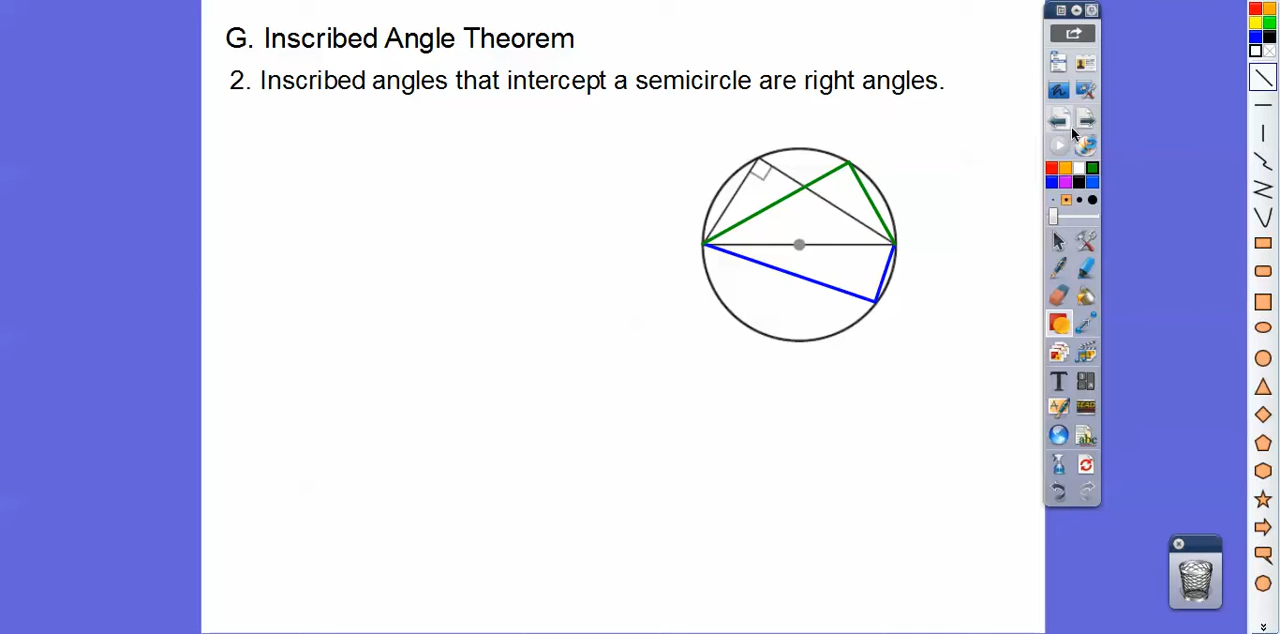 G. Inscribed Angle Theorem
2. Inscribed angles that intercept a semicircle are right angles.